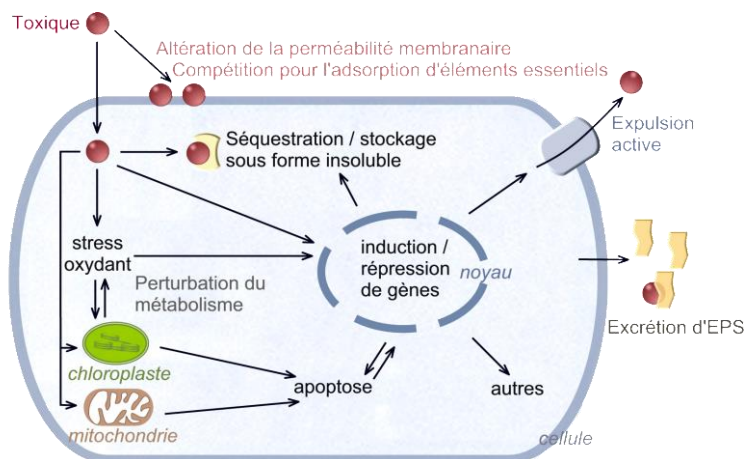 Toxique
Altération de la perméabilité membranaire
Compétition pour l'adsorption d'éléments essentiels
Séquestration / stockage
sous forme insoluble
Expulsion
active
stress
oxydant
Perturbation du
métabolisme
induction /
répression
de gènes
noyau
Excrétion d'EPS
chloroplaste
apoptose
autres
mitochondrie
cellule